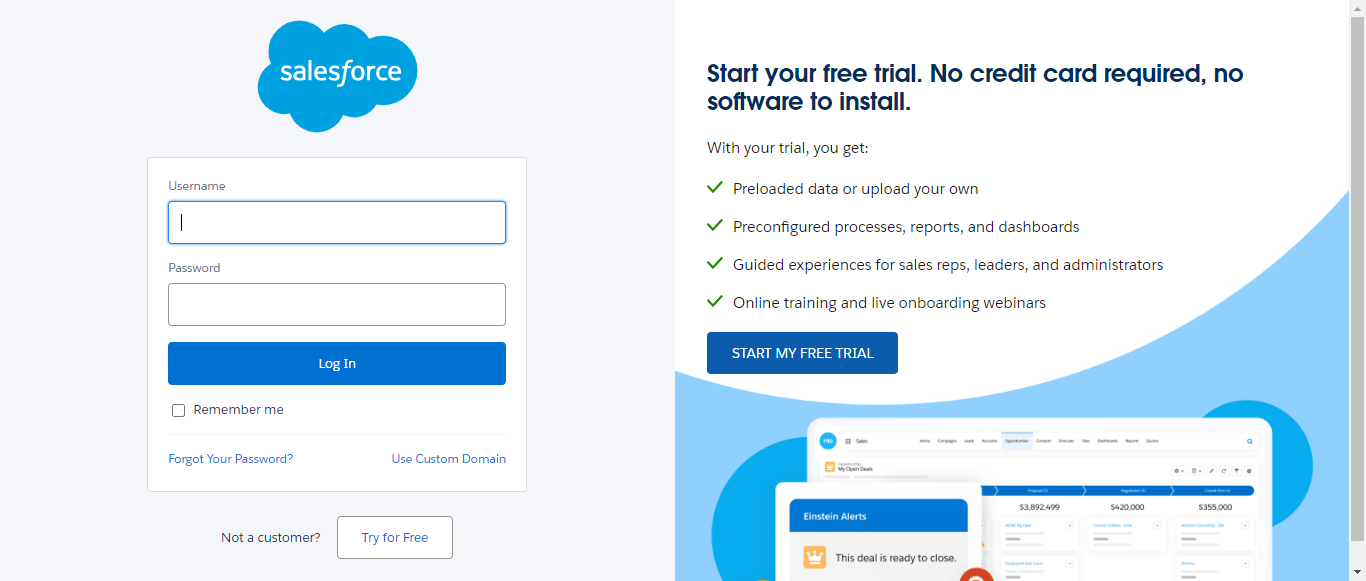 salesforce
Username
Password
Log In
Remember me
Forgot Your Password?
Use Custom Domain
Not a customer?
Try for Free
Start your free trial. No credit card required, no
software to install.
With your trial, you get:
Preloaded data or upload your own
Preconfigured processes, reports, and dashboards
Guided experiences for sales reps, leaders, and administrators
Online training and live onboarding webinars
START MY FREE TRIAL
Sales
Home Campaigns Leads Accounts Opportunities Contacts Forecasts Files Dashboards Reports Quotes
Opportunities
My Open Deals
$3,892,499
$420,000
$355,000
Einstein Alerts
This deal is ready to close.